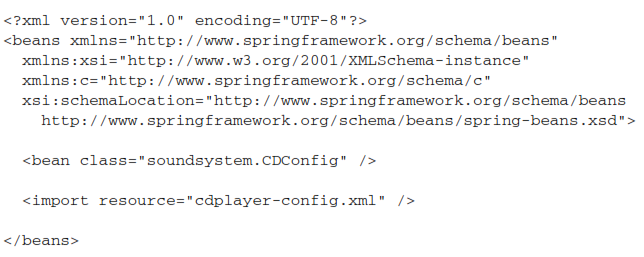 <?xml version="1.0" encoding="UTF-8"?>
<beans xmlns="http://www.springframework.org/schema/beans"
  xmlns:xsi="http://www.w3.org/2001/XMLSchema-instance"
  xmlns:c="http://www.springframework.org/schema/c"
  xsi:schemaLocation="http://www.springframework.org/schema/beans
    http://www.springframework.org/schema/beans/spring-beans.xsd">
  <bean class="soundsystem.CDConfig" />
  <import resource="cdplayer-config.xml" />
</beans>